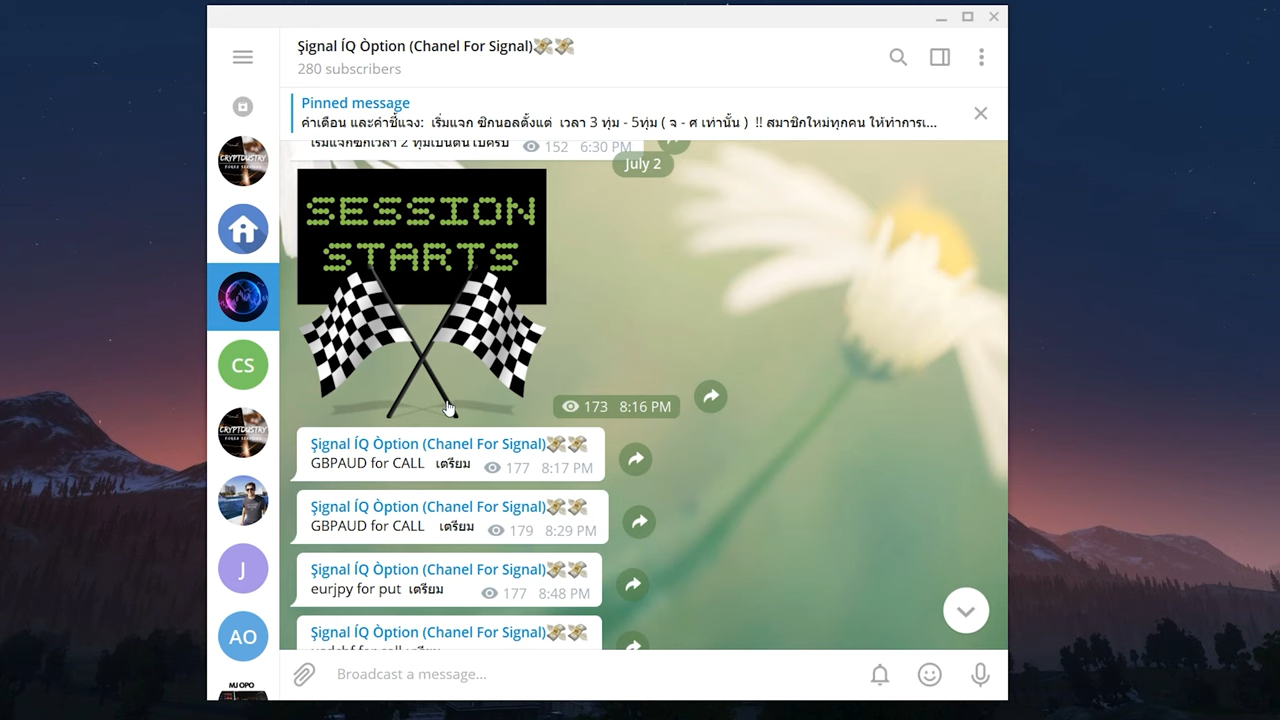 Şignal ÍQ Òption (Chanel For Signal)💸💸
280 subscribers
Pinned message
ค่าเตือน และค่าชี้แจง: เริ่มแจก ซิกนอลตั้งแต่ เวลา 3 ทุ่ม - 5ทุ่ม ( จ - ศ เท่านั้น ) !! สมาชิกใหม่ทุกคน ให้ทำการเ...
152 6:30 PM
July 2
CRYPTDUSTRY
SESSION
STARTS
173 8:16 PM
CS
Şignal ÍQ Òption (Chanel For Signal)💸💸
GBPAUD for CALL เตรียม 177 8:17 PM
CRYPTDUSTRY
Şignal ÍQ Òption (Chanel For Signal)💸💸
GBPAUD for CALL เตรียม 179 8:29 PM
J
Şignal ÍQ Òption (Chanel For Signal)💸💸
eurjpy for put เตรียม 177 8:48 PM
AO
Şignal ÍQ Òption (Chanel For Signal)💸💸
MJ OPO
Broadcast a message...